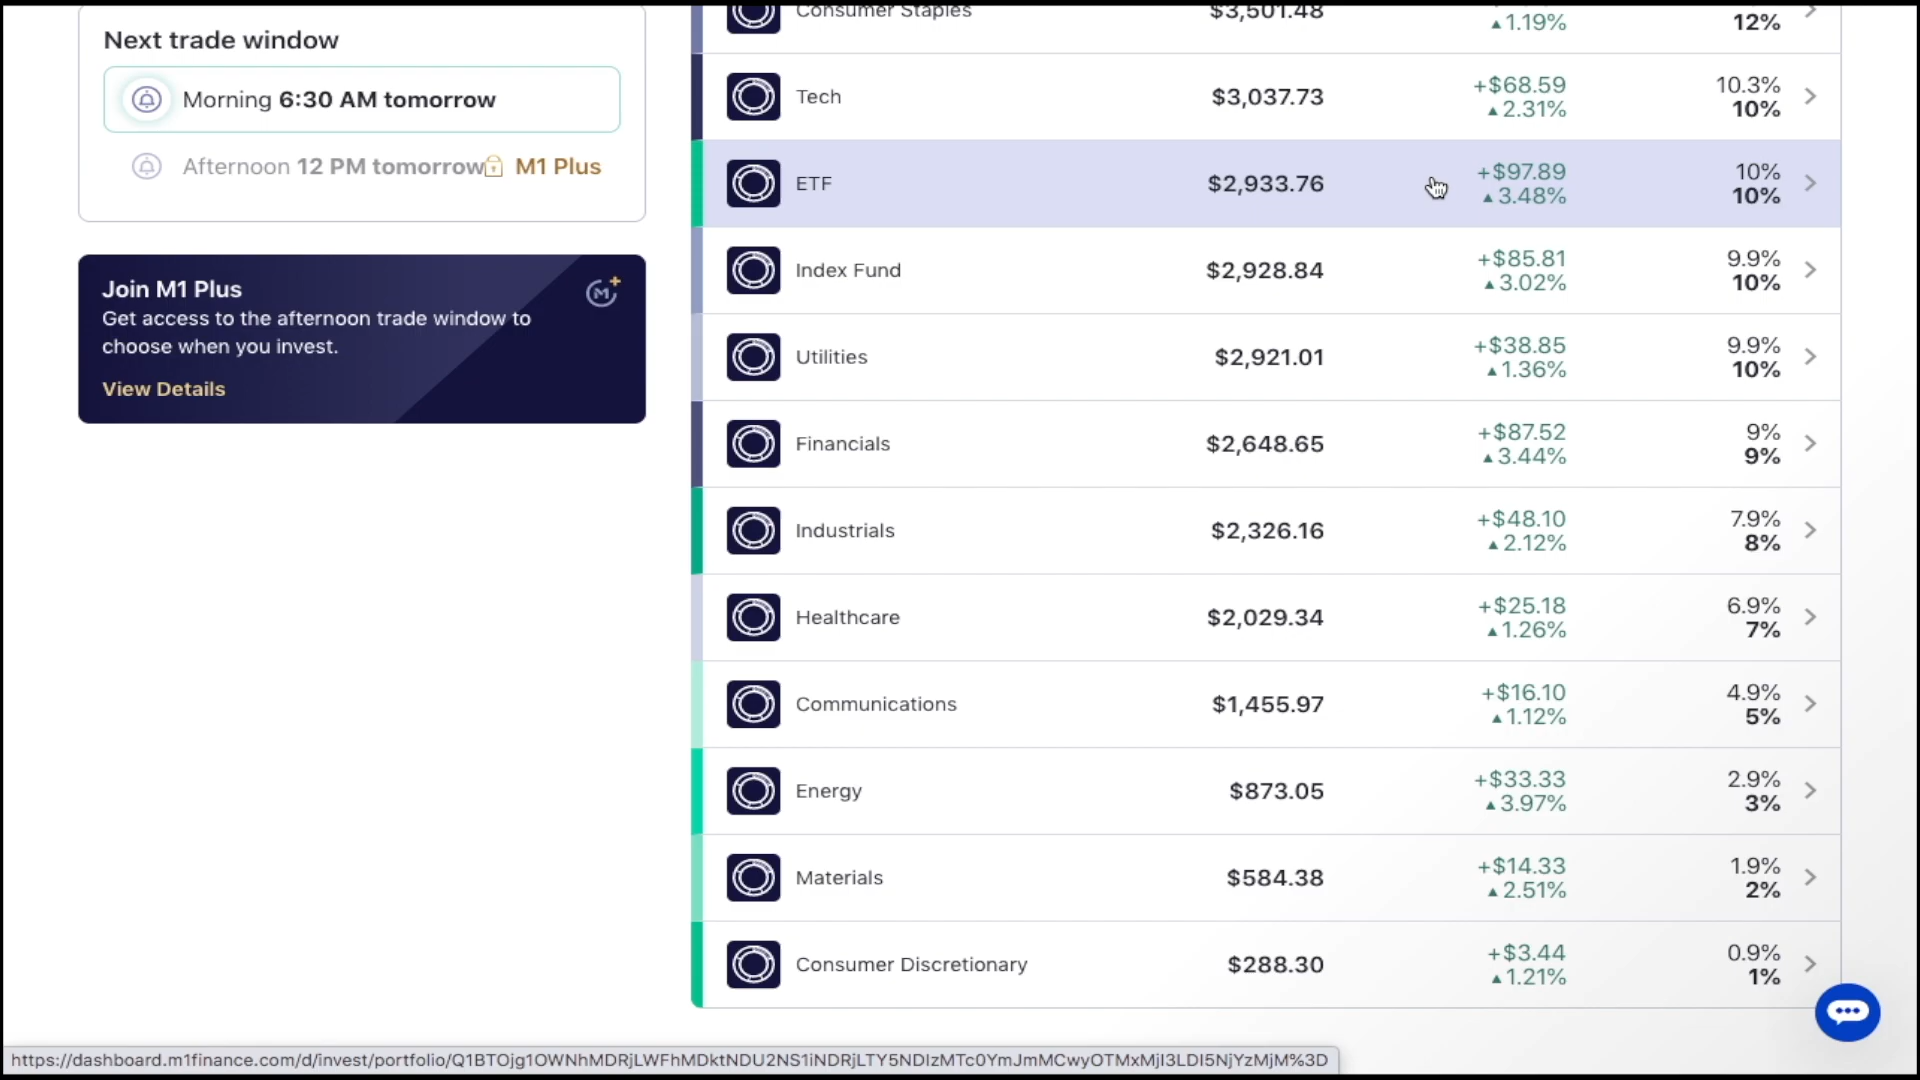 Next trade window
Morning 6:30 AM tomorrow
Afternoon 12 PM tomorrow M1 Plus
Join M1 Plus
Get access to the afternoon trade window to
choose when you invest.
View Details
Consumer Staples $3,501.48 ▲1.19% 12%
Tech $3,037.73 +$68.59 10.3%
▲2.31% 10%
ETF $2,933.76 +$97.89 10%
▲3.48% 10%
Index Fund $2,928.84 +$85.81 9.9%
▲3.02% 10%
Utilities $2,921.01 +$38.85 9.9%
▲1.36% 10%
Financials $2,648.65 +$87.52 9%
▲3.44% 9%
Industrials $2,326.16 +$48.10 7.9%
▲2.12% 8%
Healthcare $2,029.34 +$25.18 6.9%
▲1.26% 7%
Communications $1,455.97 +$16.10 4.9%
▲1.12% 5%
Energy $873.05 +$33.33 2.9%
▲3.97% 3%
Materials $584.38 +$14.33 1.9%
▲2.51% 2%
Consumer Discretionary $288.30 +$3.44 0.9%
▲1.21% 1%
https://dashboard.m1finance.com/d/invest/portfolio/Q1BTOjg1OWNhMDRjLWFhMDktNDU2NS1iNDRjLTY5NDIzMTc0YmJmMCwyOTMxMjI3LDI5NjYzMjM%3D